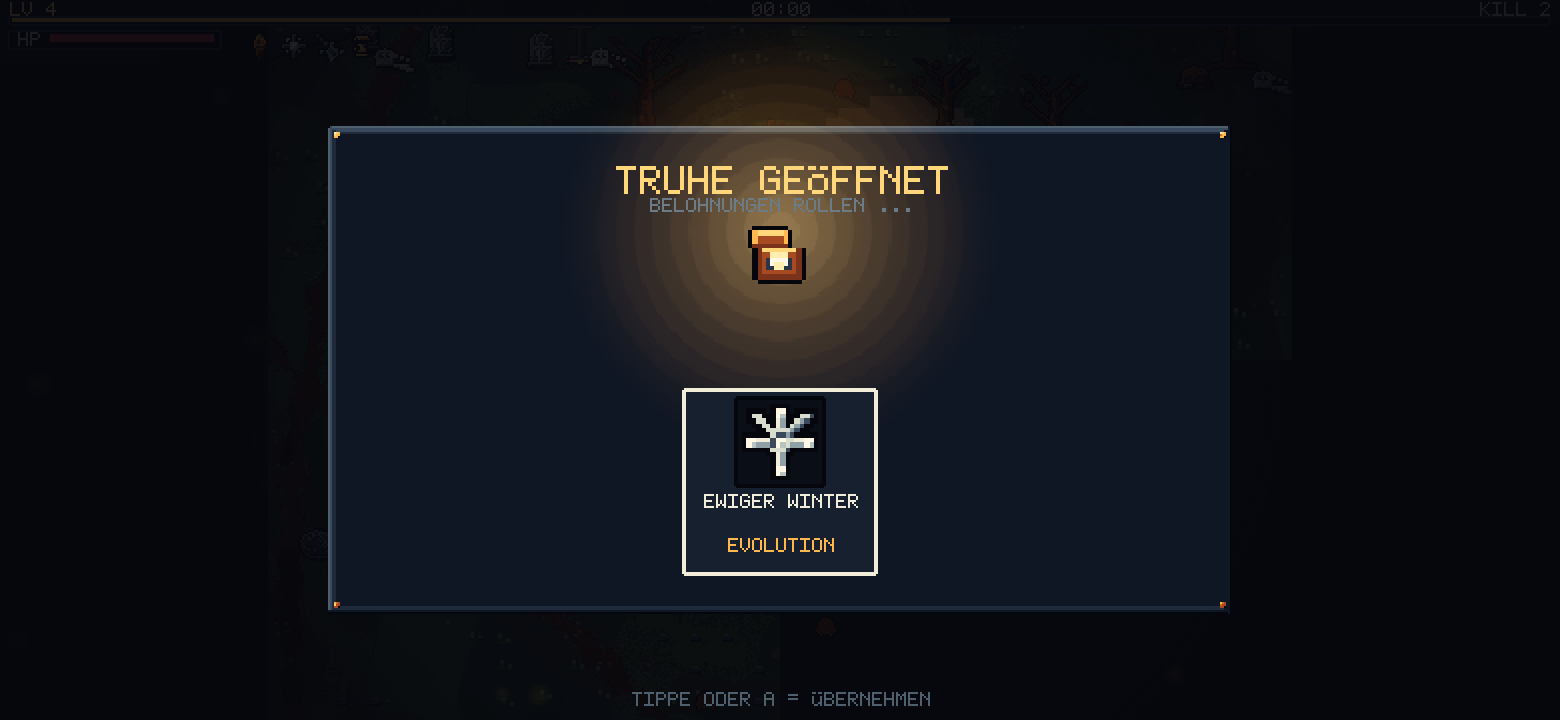 LV 4
00:00
KILL 2
HP
TRUHE GEÖFFNET
BELOHNUNGEN ROLLEN ...
EWIGER WINTER
EVOLUTION
TIPPE ODER A = ÜBERNEHMEN